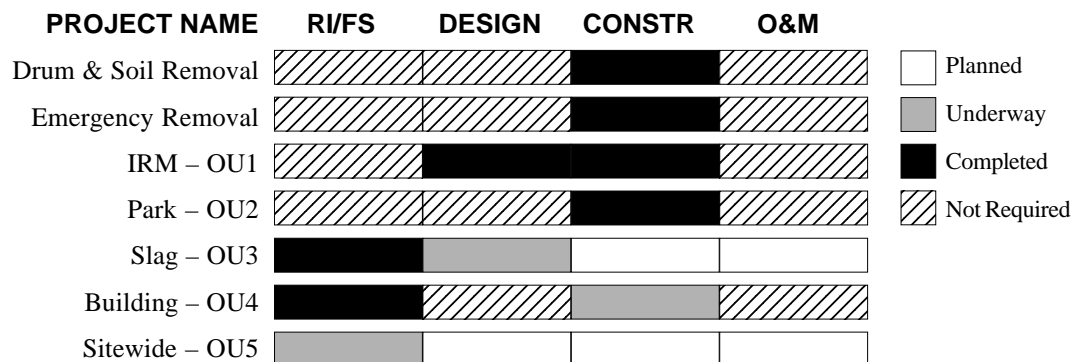 PROJECT NAME RI/FS DESIGN CONSTR O&M
Drum & Soil Removal
Emergency Removal
IRM – OU1
Park – OU2
Slag – OU3
Building – OU4
Sitewide – OU5
Planned
Underway
Completed
Not Required